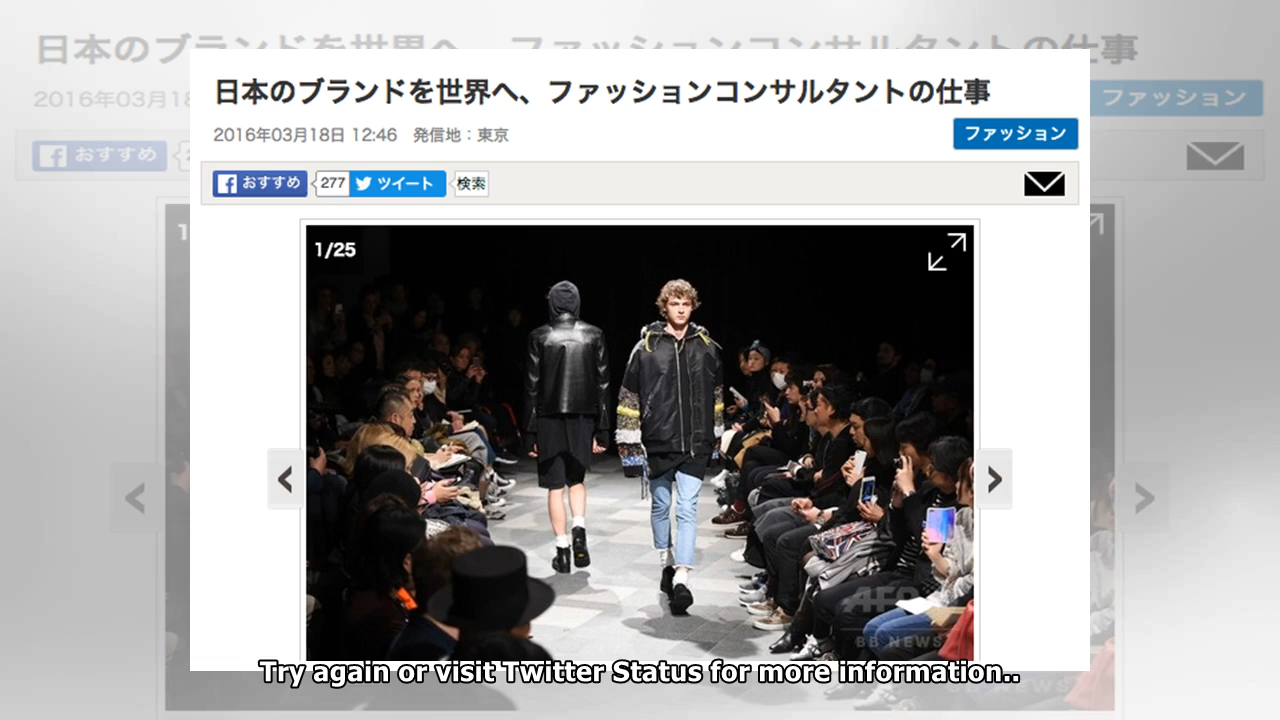 日本のブランドを世界へ、ファッションコンサルタントの仕事
2016年03月18日 12:46 発信地：東京
ファッション
おすすめ 277 ツイート 検索
1/25
AFP
BB NEWS
Try again or visit Twitter Status for more information..